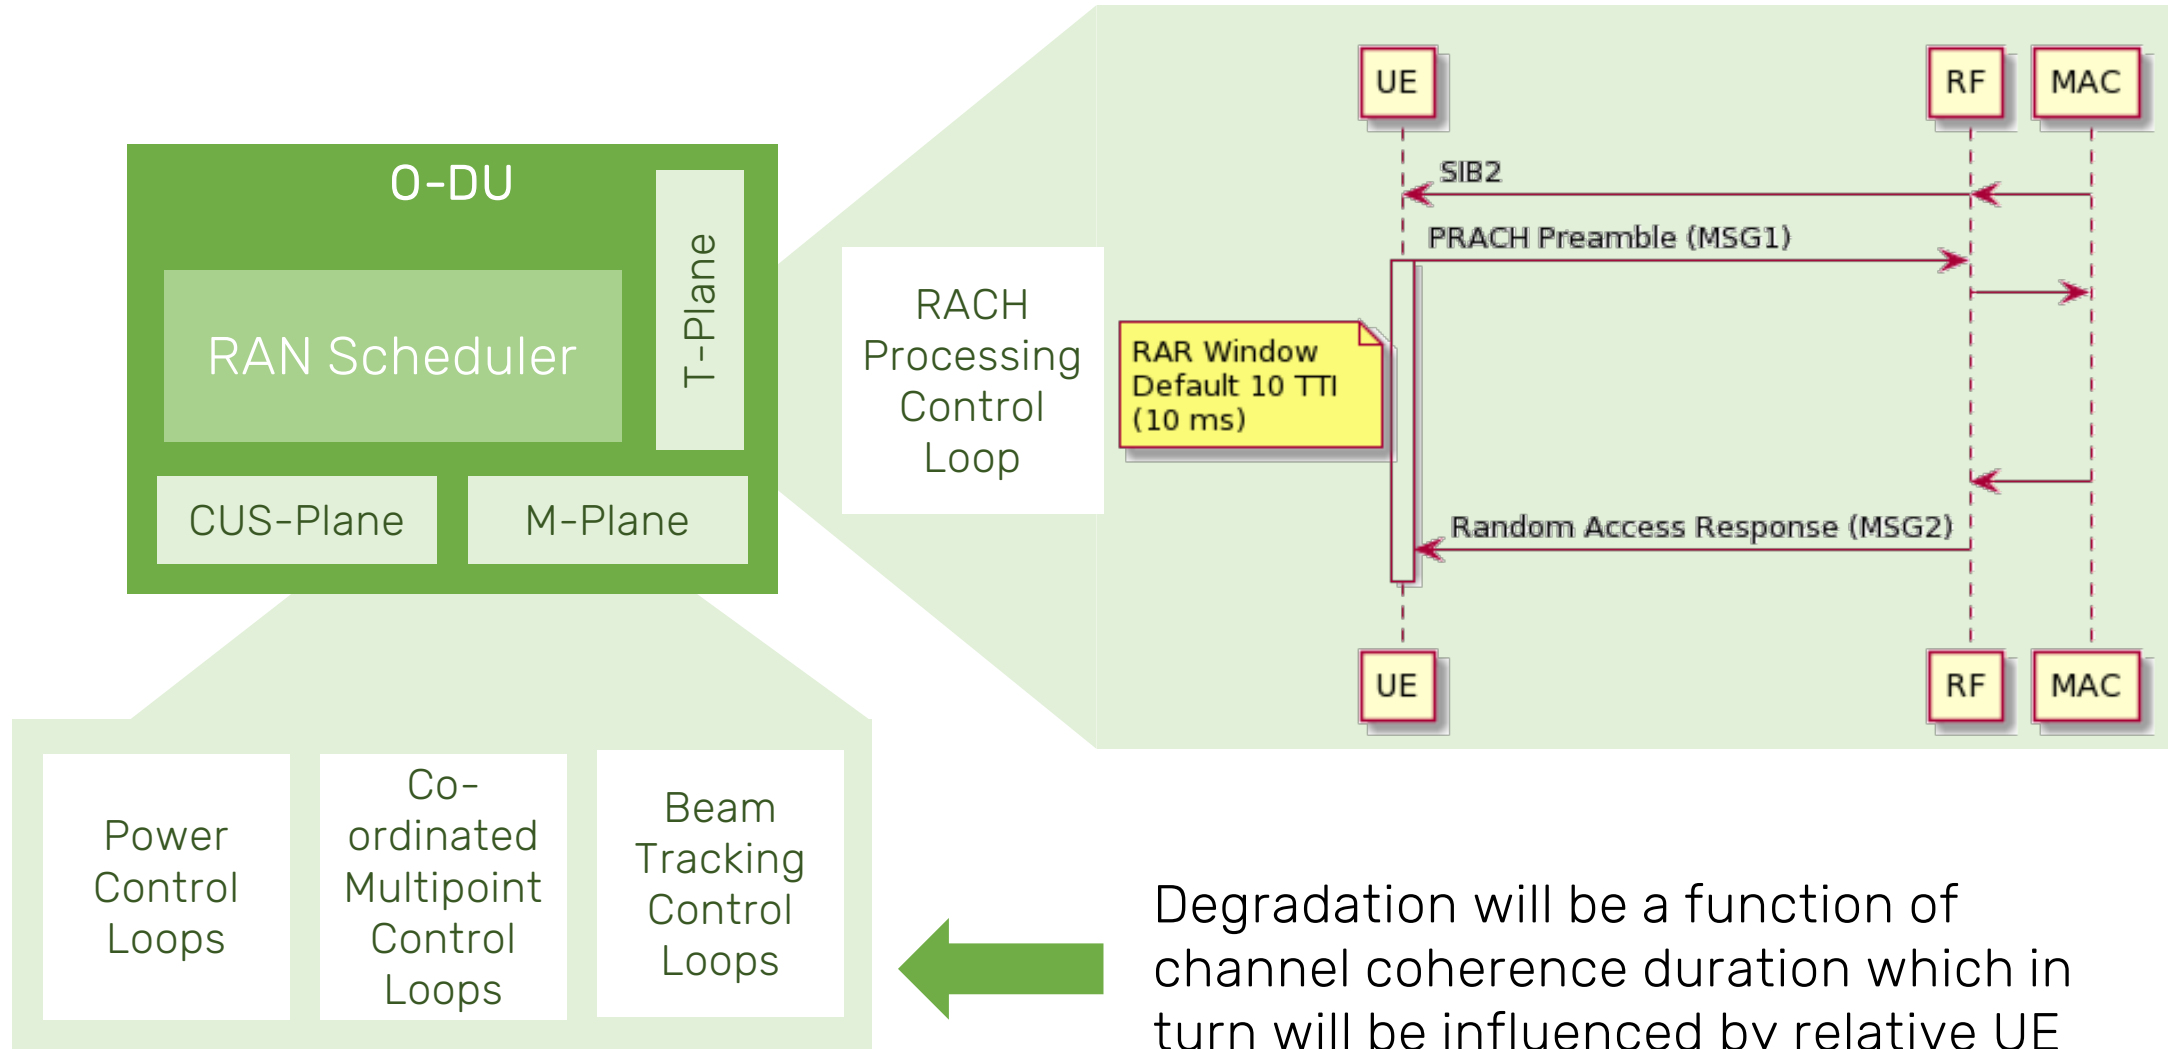 O-DU
RAN Scheduler
T-Plane
CUS-Plane
M-Plane
RACH
Processing
Control
Loop
UE
RF
MAC
SIB2
PRACH Preamble (MSG1)
RAR Window
Default 10 TTI
(10 ms)
Random Access Response (MSG2)
UE
RF
MAC
Power
Control
Loops
Co-
ordinated
Multipoint
Control
Loops
Beam
Tracking
Control
Loops
Degradation will be a function of
channel coherence duration which in
turn will be influenced by relative UE